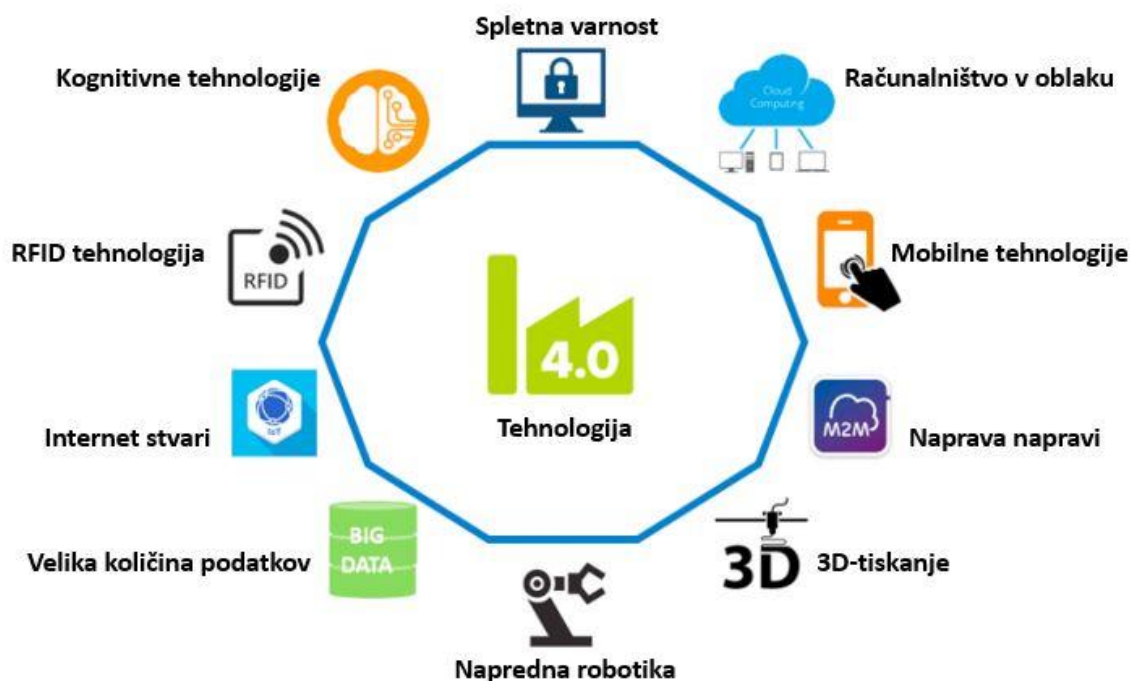 Spletna varnost
Kognitivne tehnologije
Računalništvo v oblaku
Cloud
Computing
RFID tehnologija
RFID
Mobilne tehnologije
4.0
Tehnologija
Internet stvari
IoT
M2M
Naprava napravi
Velika količina podatkov
BIG
DATA
3D
3D-tiskanje
Napredna robotika